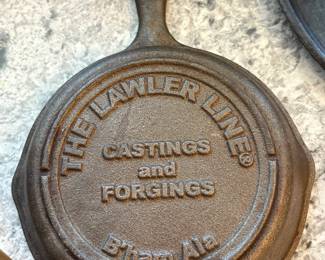 THE LAWLER LINE®
CASTINGS
and
FORGINGS
B'ham Ala